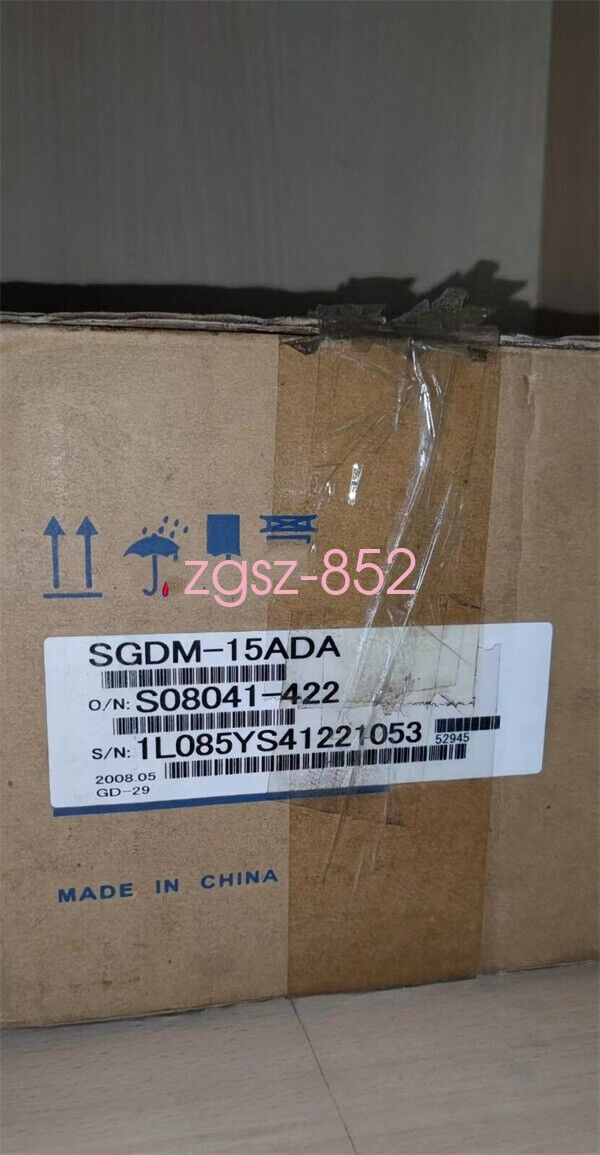 zgsz-852
SGDM-15ADA
O/N: S08041-422
S/N: 1L085YS41221053 52945
2008.05
GD-29
MADE IN CHINA